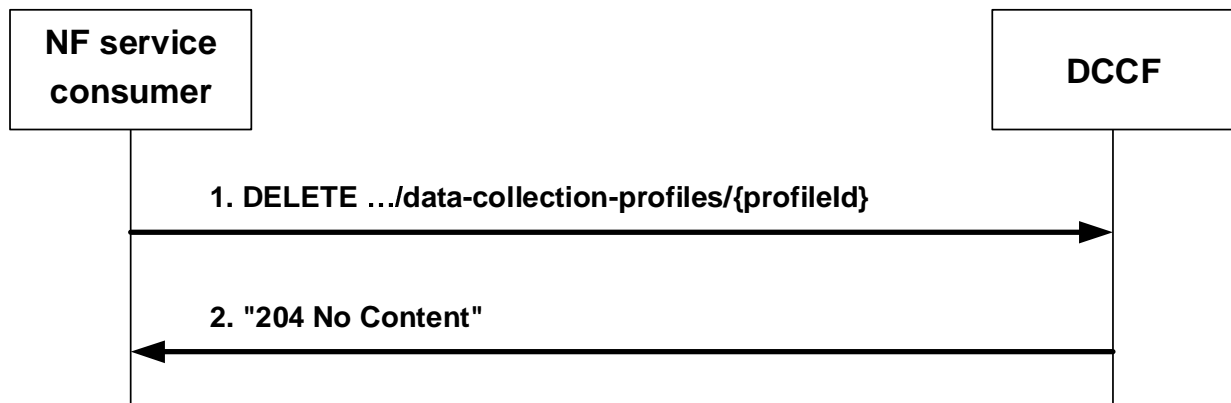 NF service
consumer
DCCF
1. DELETE …/data-collection-profiles/{profileId}
2. "204 No Content"